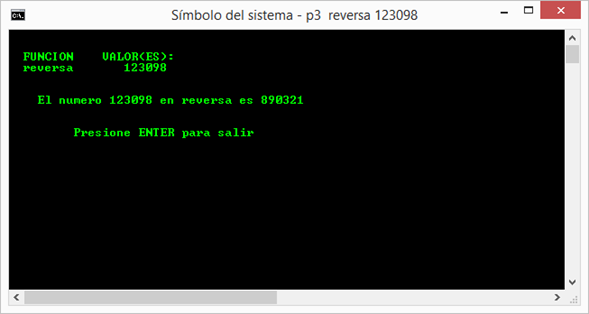 Símbolo del sistema - p3 reversa 123098
FUNCION VALOR(ES):
reversa 123098
El numero 123098 en reversa es 890321
Presione ENTER para salir